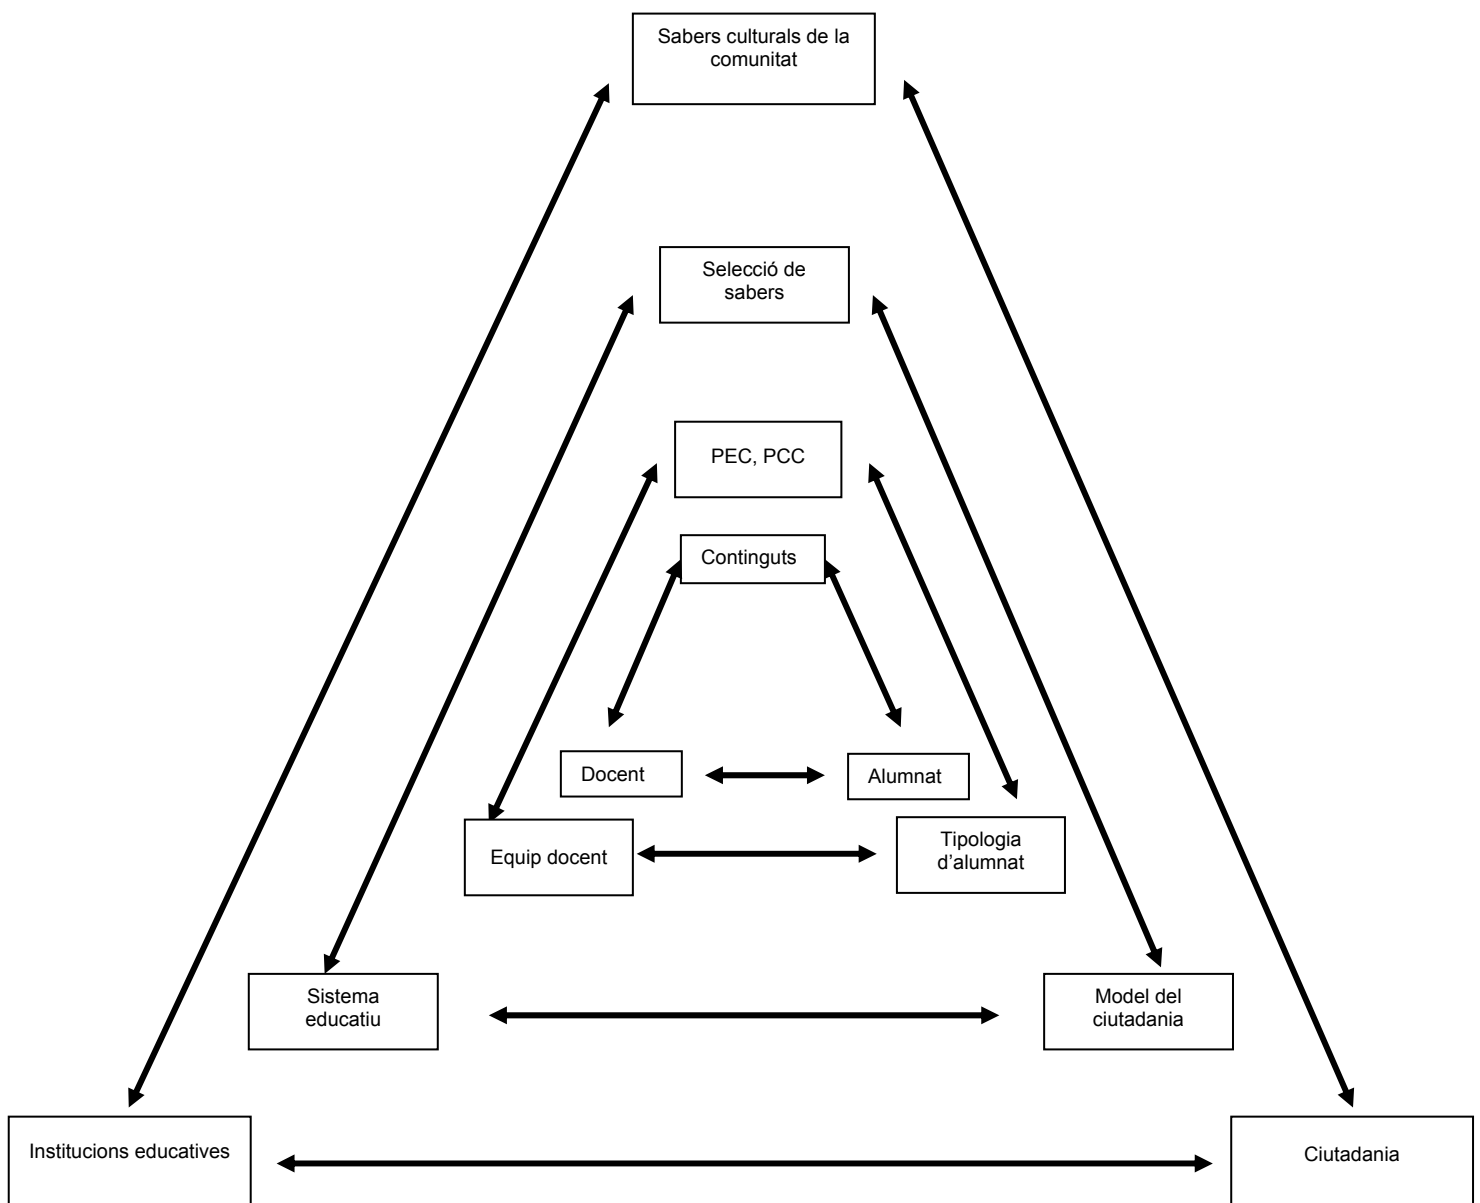 Sabers culturals de la
comunitat
Selecció de
sabers
PEC, PCC
Continguts
Docent
Alumnat
Equip docent
Tipologia
d’alumnat
Sistema
educatiu
Model del
ciutadania
Institucions educatives
Ciutadania